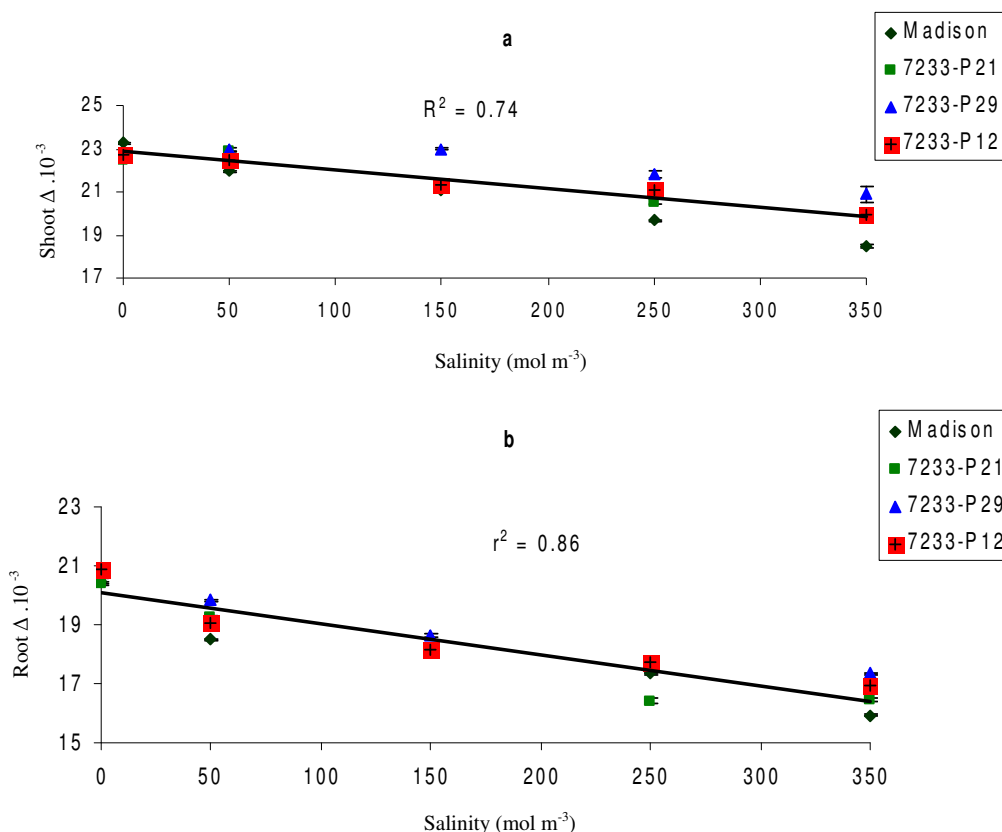 a
Madison
7233-P21
7233-P29
7233-P12
R² = 0.74
Shoot Δ .10⁻³
25
23
21
19
17
0 50 100 150 200 250 300 350
Salinity (mol m⁻³)
b
Madison
7233-P21
7233-P29
7233-P12
r² = 0.86
Root Δ .10⁻³
23
21
19
17
15
0 50 100 150 200 250 300 350
Salinity (mol m⁻³)